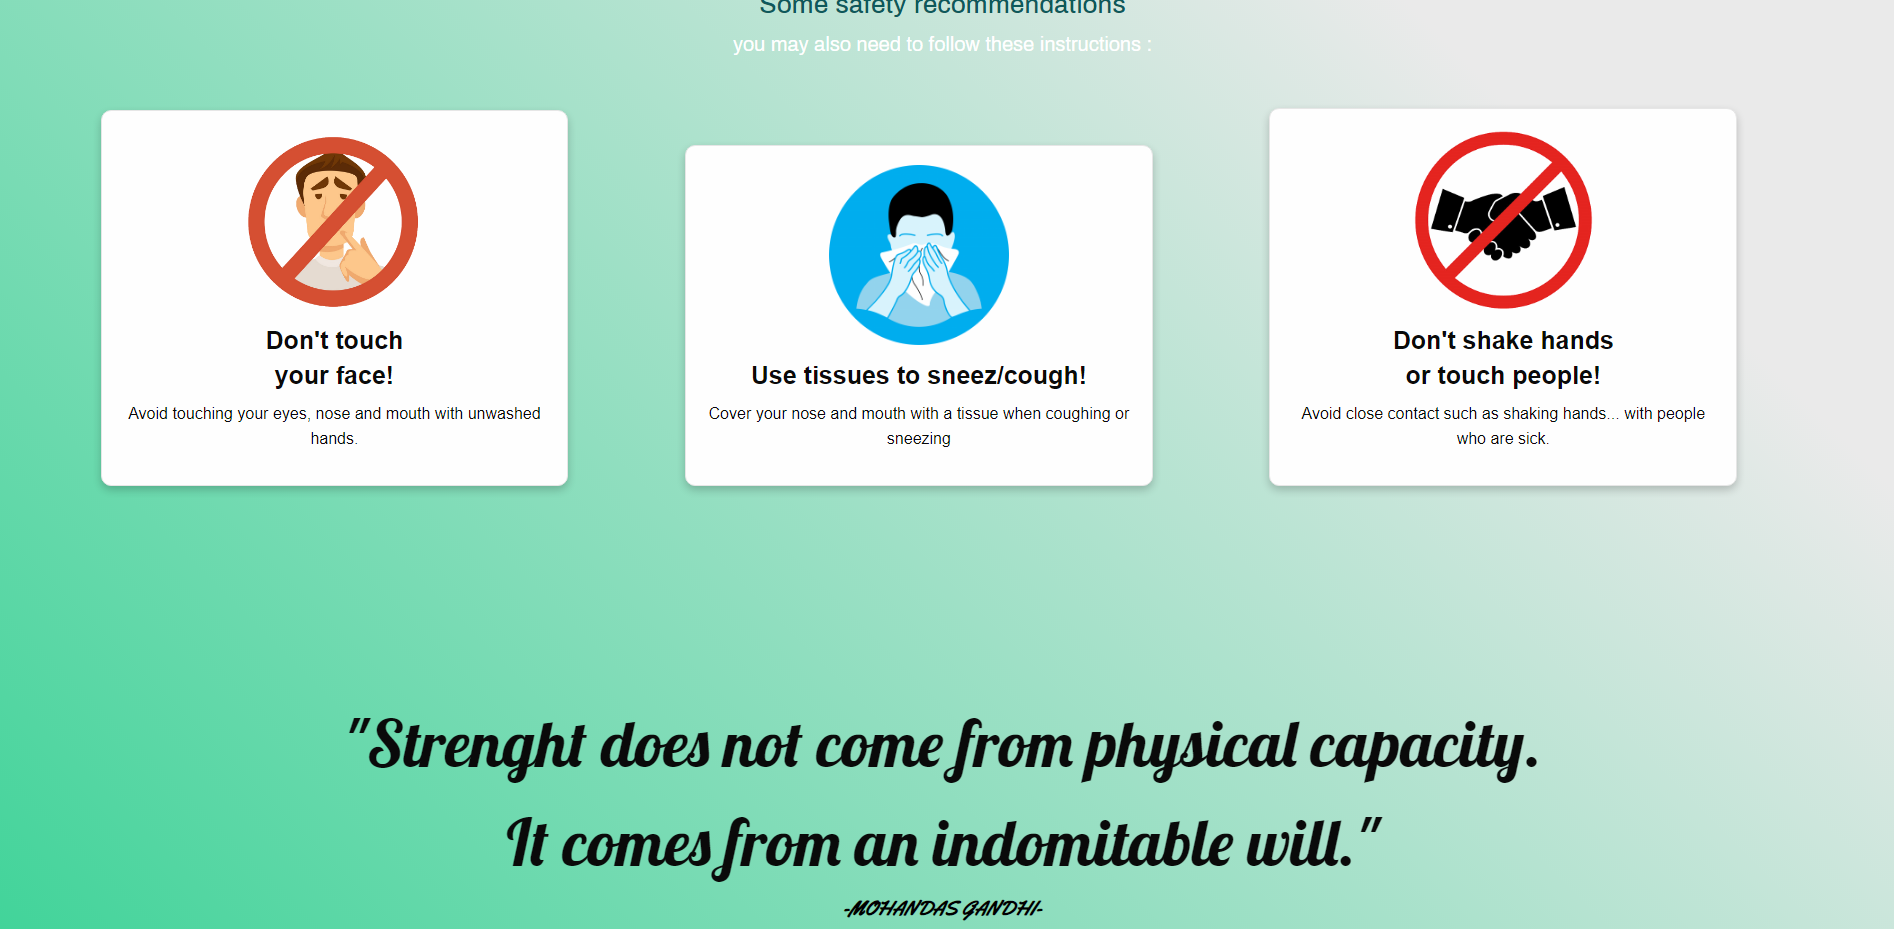 Some safety recommendations
you may also need to follow these instructions :
Don't touch
your face!
Avoid touching your eyes, nose and mouth with unwashed
hands.
Use tissues to sneez/cough!
Cover your nose and mouth with a tissue when coughing or
sneezing
Don't shake hands
or touch people!
Avoid close contact such as shaking hands... with people
who are sick.
"Strenght does not come from physical capacity.
It comes from an indomitable will."
-MOHANDAS GANDHI-